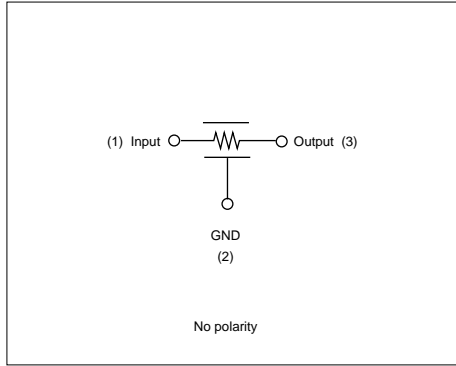 (1) Input Output (3)
GND
(2)
No polarity